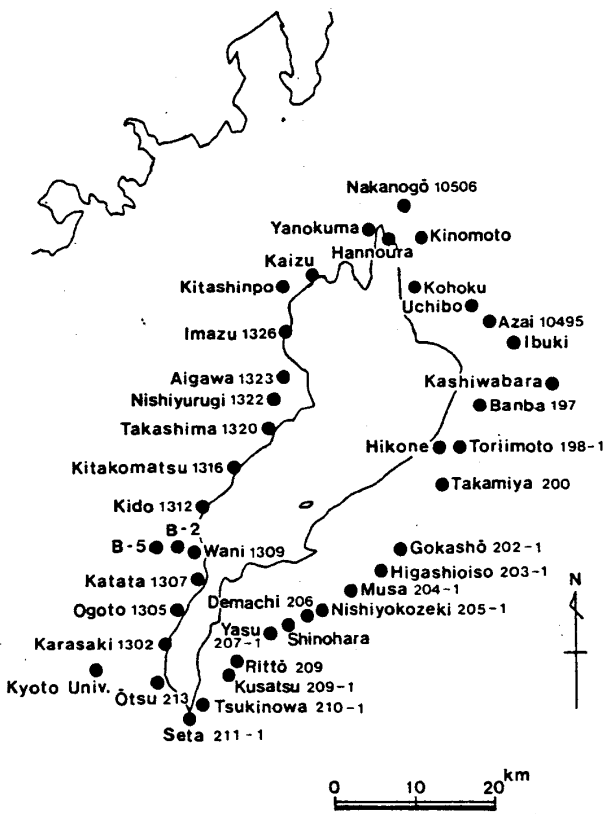 Nakanogō 10506
Yanokuma
Hannoura
Kinomoto
Kaizu
Kitashinpo
Kohoku
Uchibo
Azai 10495
Imazu 1326
Ibuki
Aigawa 1323
Kashiwabara
Nishiyurugi 1322
Banba 197
Takashima 1320
Hikone
Toriimoto 198-1
Kitakomatsu 1316
Takamiya 200
Kido 1312
B-2
B-5
Wani 1309
Gokashō 202-1
Katata 1307
Higashioiso 203-1
N
Musa 204-1
Ogoto 1305
Demachi 206
Nishiyokozeki 205-1
Karasaki 1302
Yasu
207-1
Shinohara
Rittō 209
Kyoto Univ.
Ōtsu 213
Kusatsu 209-1
Tsukinowa 210-1
Seta 211-1
km
0 10 20